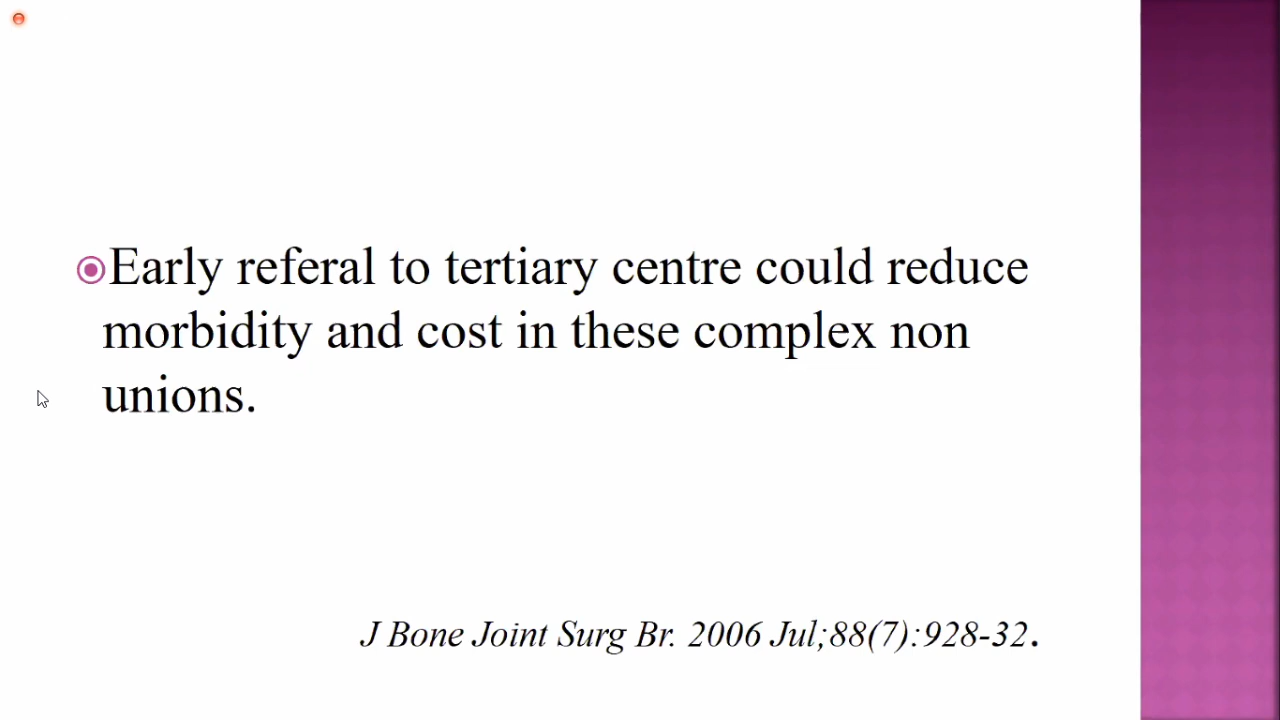 Early referal to tertiary centre could reduce
morbidity and cost in these complex non
unions.
J Bone Joint Surg Br. 2006 Jul;88(7):928-32.